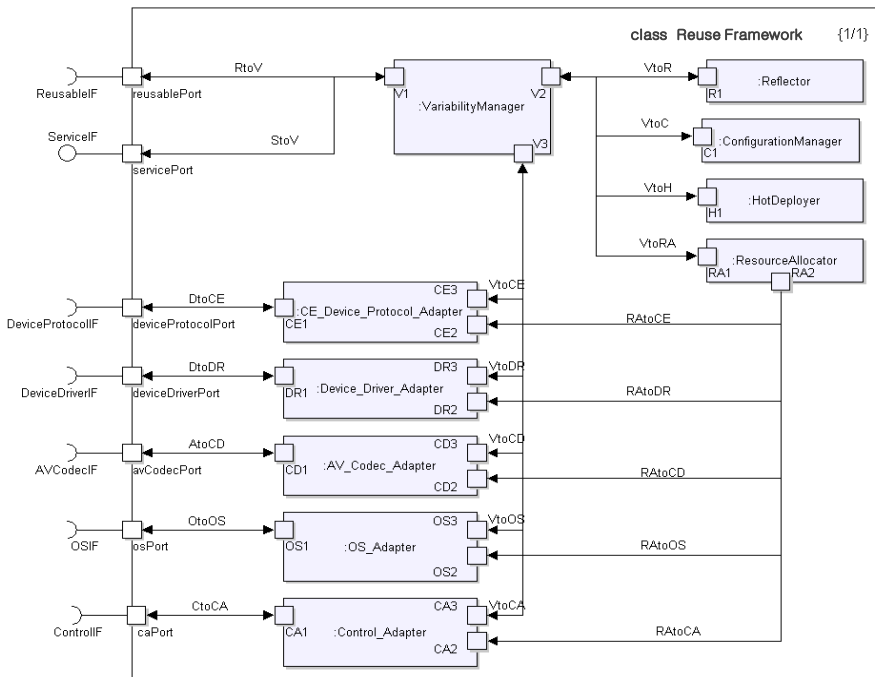 class Reuse Framework {1/1}
RtoV
VtoR
ReusableIF
reusablePort
V1
V2
R1
:Reflector
:VariabilityManager
VtoC
ServiceIF
StoV
V3
C1
:ConfigurationManager
servicePort
VtoH
H1
:HotDeployer
VtoRA
:ResourceAllocator
RA1
RA2
DtoCE
CE3
VtoCE
:CE_Device_Protocol_Adapter
DeviceProtocolIF
deviceProtocolPort
CE1
CE2
RAtoCE
DtoDR
DR3
VtoDR
DeviceDriverIF
deviceDriverPort
DR1
:Device_Driver_Adapter
DR2
RAtoDR
AtoCD
CD3
VtoCD
AVCodecIF
avCodecPort
CD1
:AV_Codec_Adapter
CD2
RAtoCD
OtoOS
OS3
VtoOS
OSIF
osPort
OS1
:OS_Adapter
OS2
RAtoOS
CtoCA
CA3
VtoCA
ControlIF
caPort
CA1
:Control_Adapter
CA2
RAtoCA